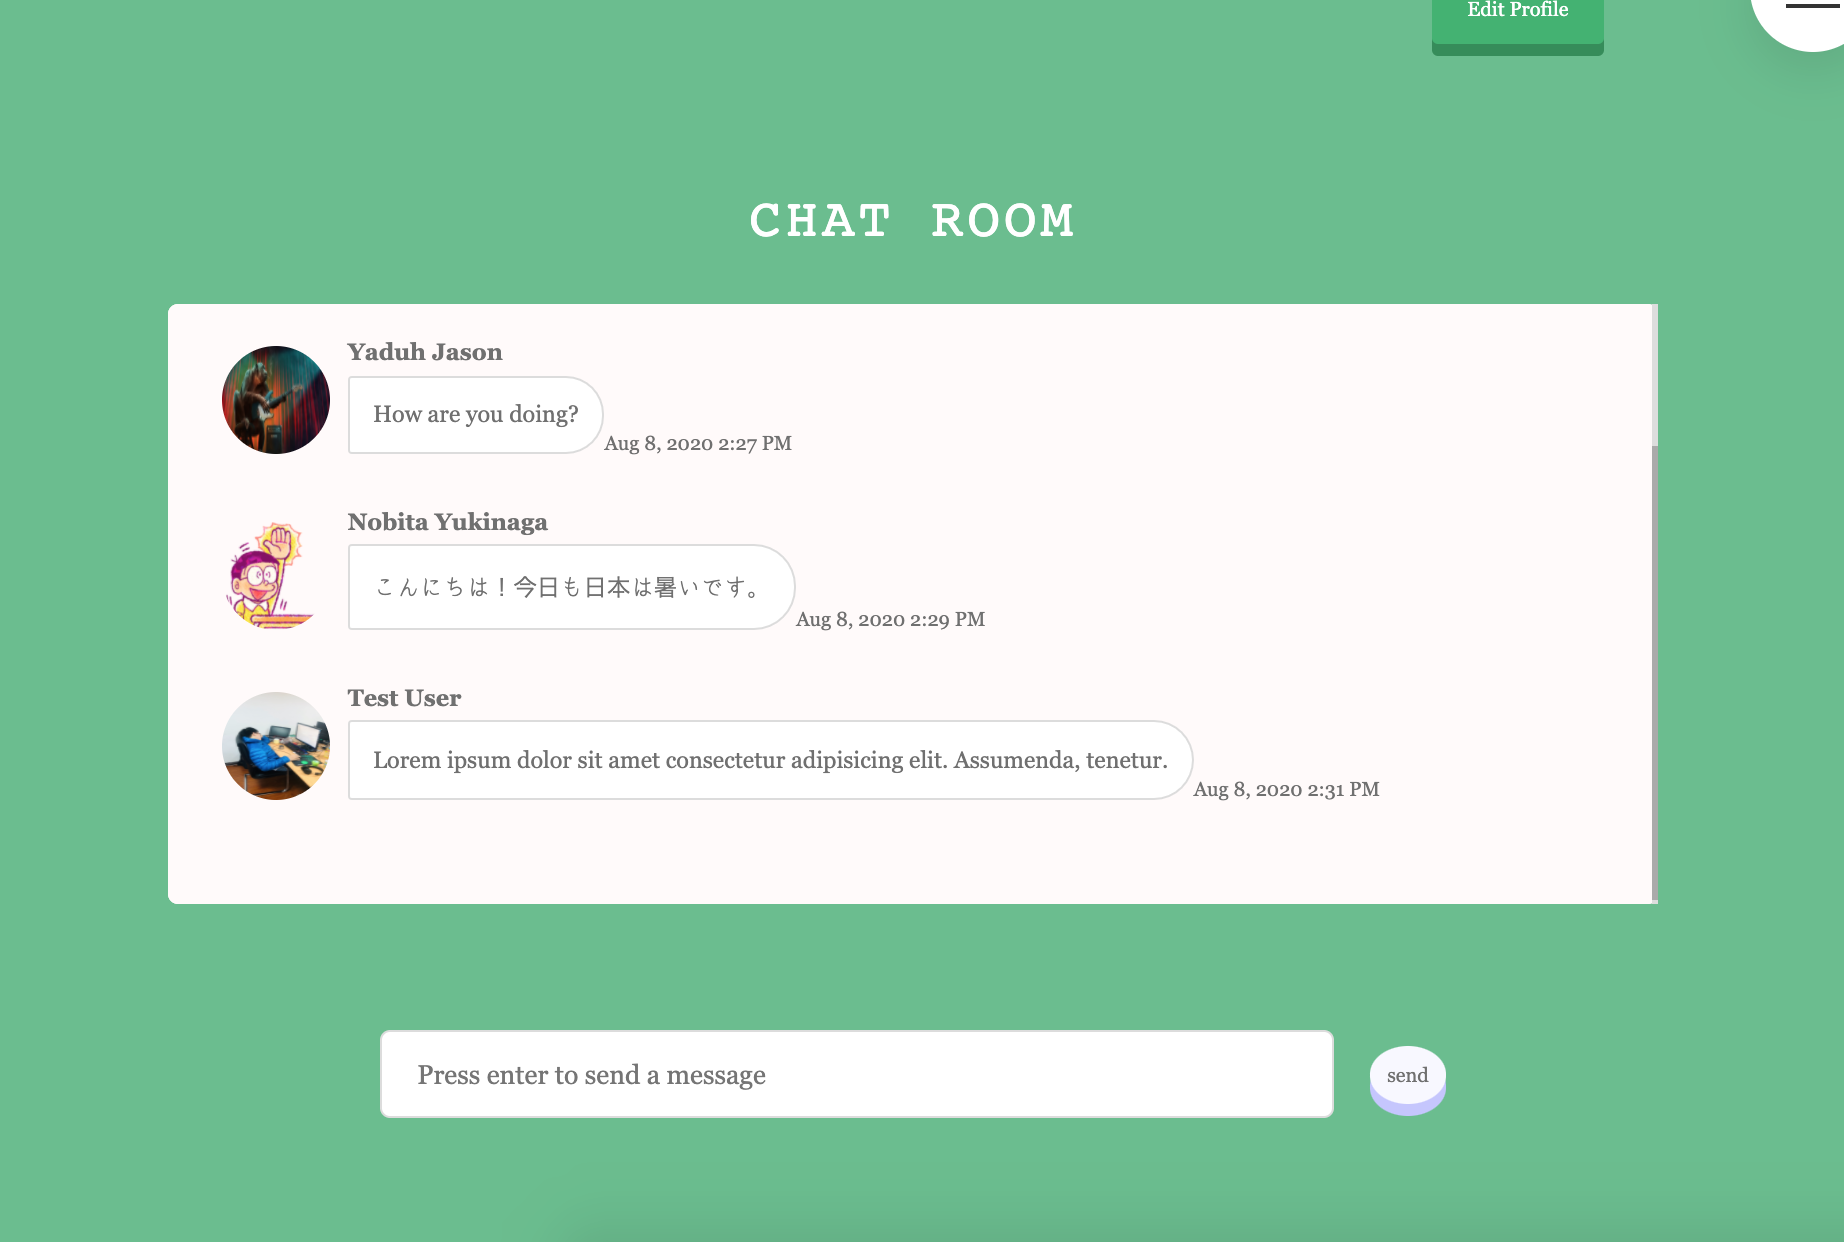 Edit Profile
CHAT ROOM
Yaduh Jason
How are you doing?
Aug 8, 2020 2:27 PM
Nobita Yukinaga
こんにちは！今日も日本は暑いです。
Aug 8, 2020 2:29 PM
Test User
Lorem ipsum dolor sit amet consectetur adipisicing elit. Assumenda, tenetur.
Aug 8, 2020 2:31 PM
Press enter to send a message
send